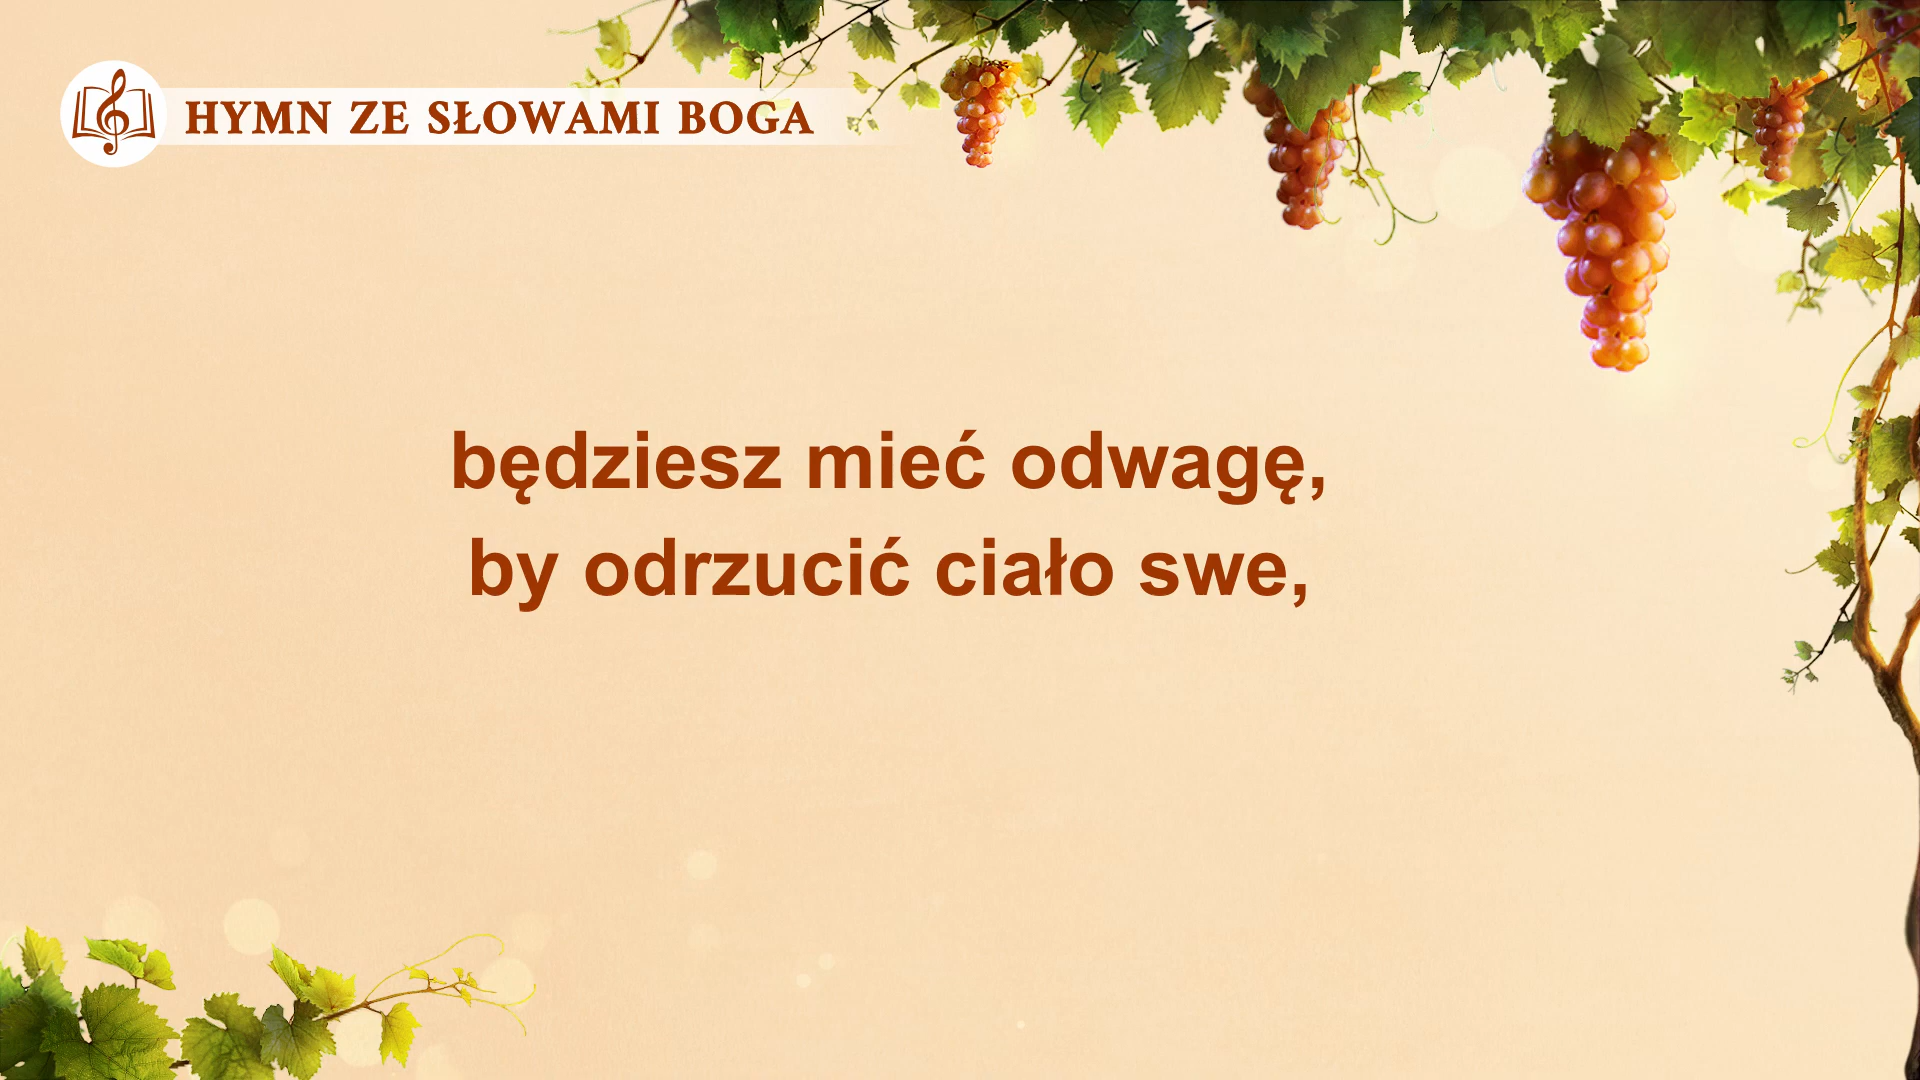 HYMN ZE SŁOWAMI BOGA
będziesz mieć odwagę,
by odrzucić ciało swe,